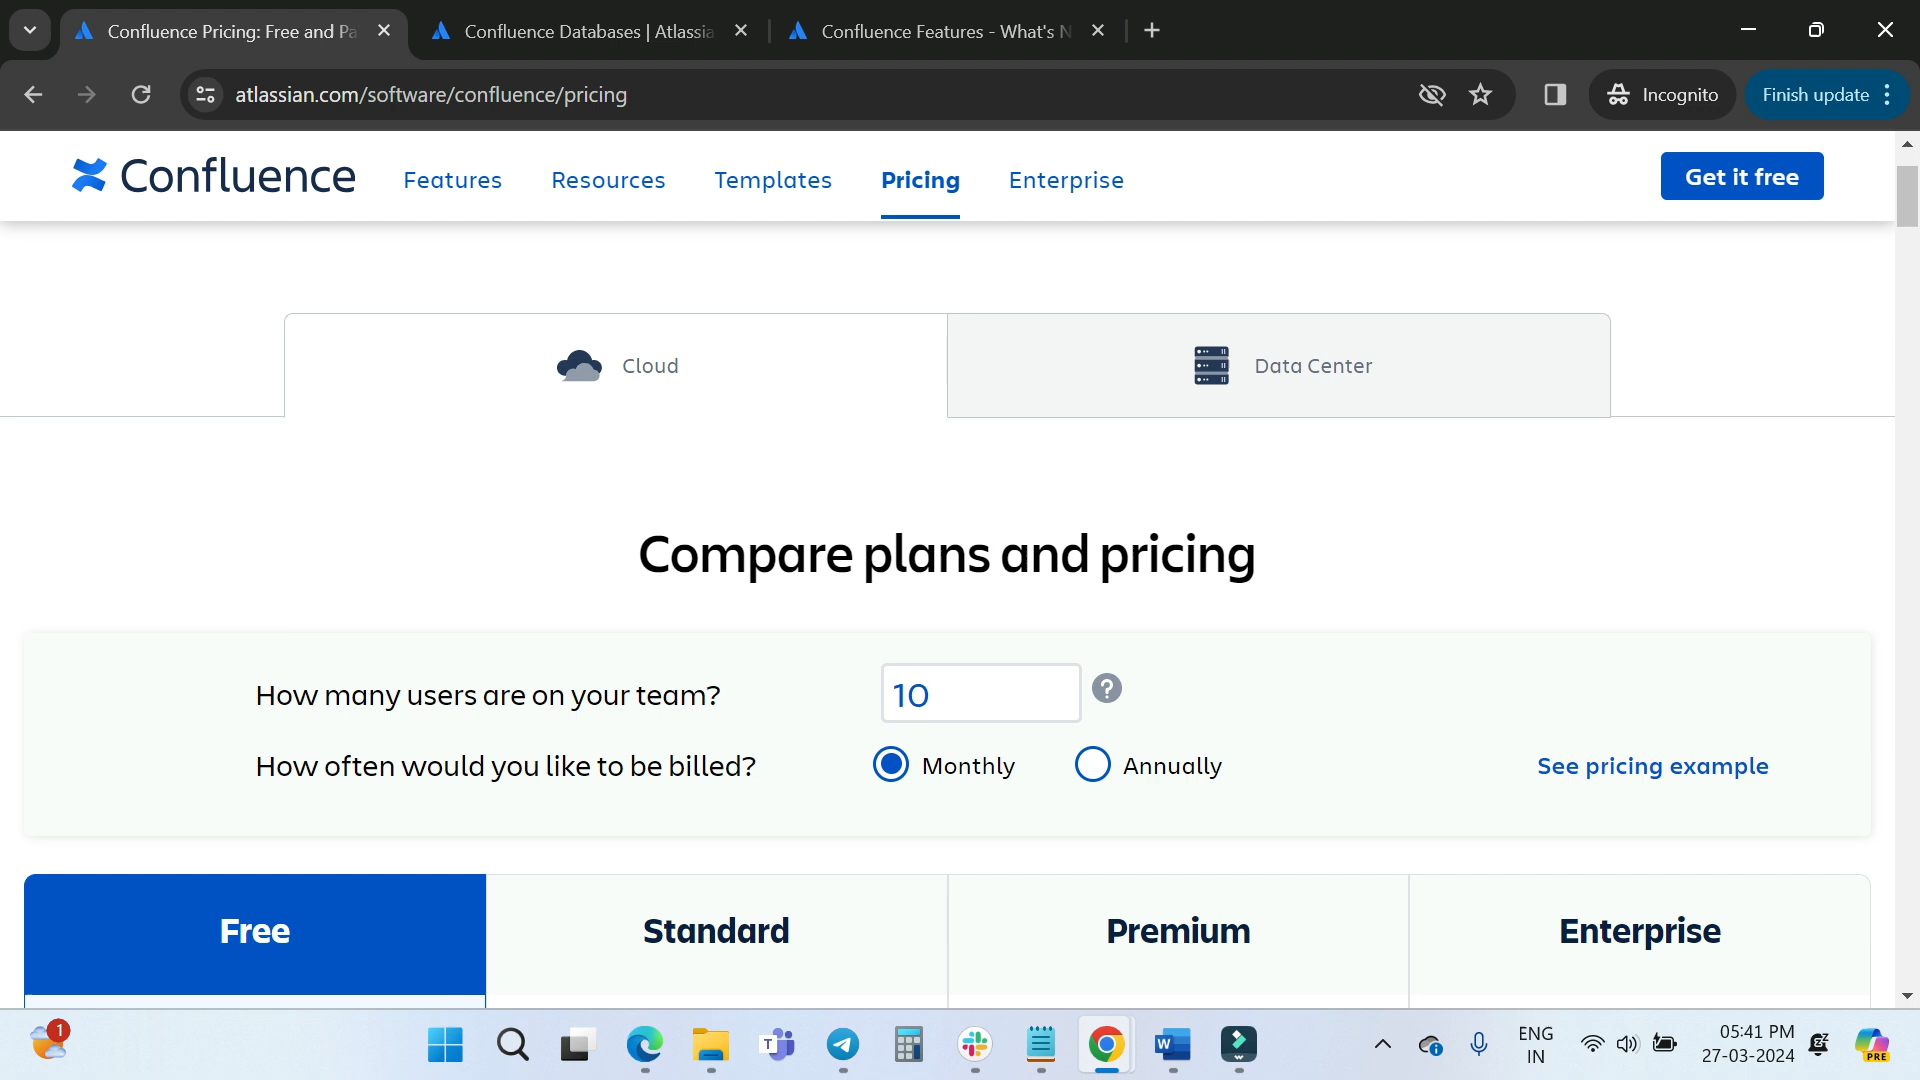 Confluence Pricing: Free and Pa
Confluence Databases | Atlassia
Confluence Features - What's N
atlassian.com/software/confluence/pricing
Incognito
Finish update
Confluence
Features
Resources
Templates
Pricing
Enterprise
Get it free
Cloud
Data Center
Compare plans and pricing
How many users are on your team?
10
?
How often would you like to be billed?
Monthly
Annually
See pricing example
Free
Standard
Premium
Enterprise
1
ENG
IN
05:41 PM
27-03-2024
PRE